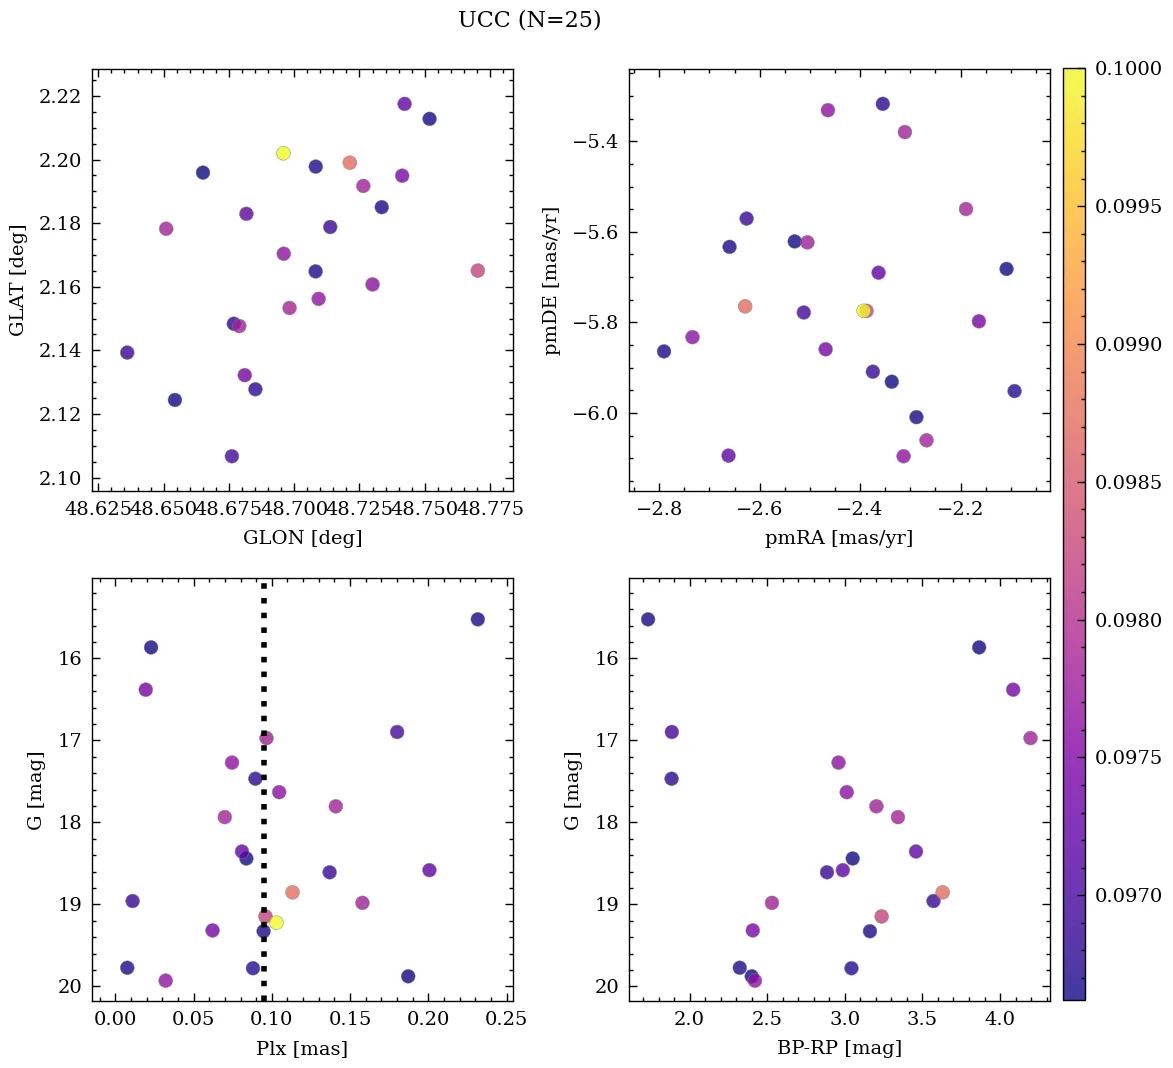 UCC (N=25)
2.22
2.20
2.18
2.16
2.14
2.12
2.10
GLAT [deg]
48.625 48.650 48.675 48.700 48.725 48.750 48.775
GLON [deg]
−5.4
−5.6
−5.8
−6.0
pmDE [mas/yr]
−2.8 −2.6 −2.4 −2.2
pmRA [mas/yr]
0.1000
0.0995
0.0990
0.0985
0.0980
0.0975
0.0970
16
17
18
19
20
G [mag]
0.00 0.05 0.10 0.15 0.20 0.25
Plx [mas]
16
17
18
19
20
G [mag]
2.0 2.5 3.0 3.5 4.0
BP-RP [mag]